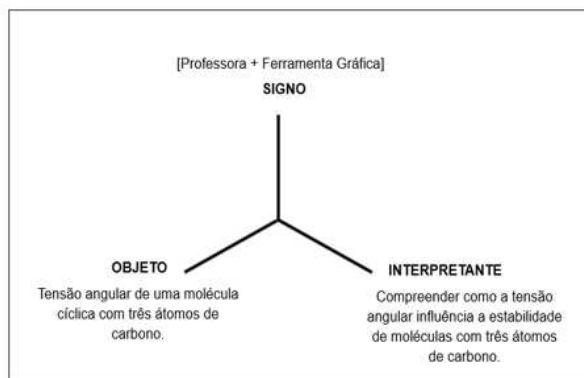 [Professora + Ferramenta Gráfica]
SIGNO
OBJETO
Tensão angular de uma molécula
cíclica com três átomos de
carbono.
INTERPRETANTE
Compreender como a tensão
angular influência a estabilidade
de moléculas com três átomos
de carbono.